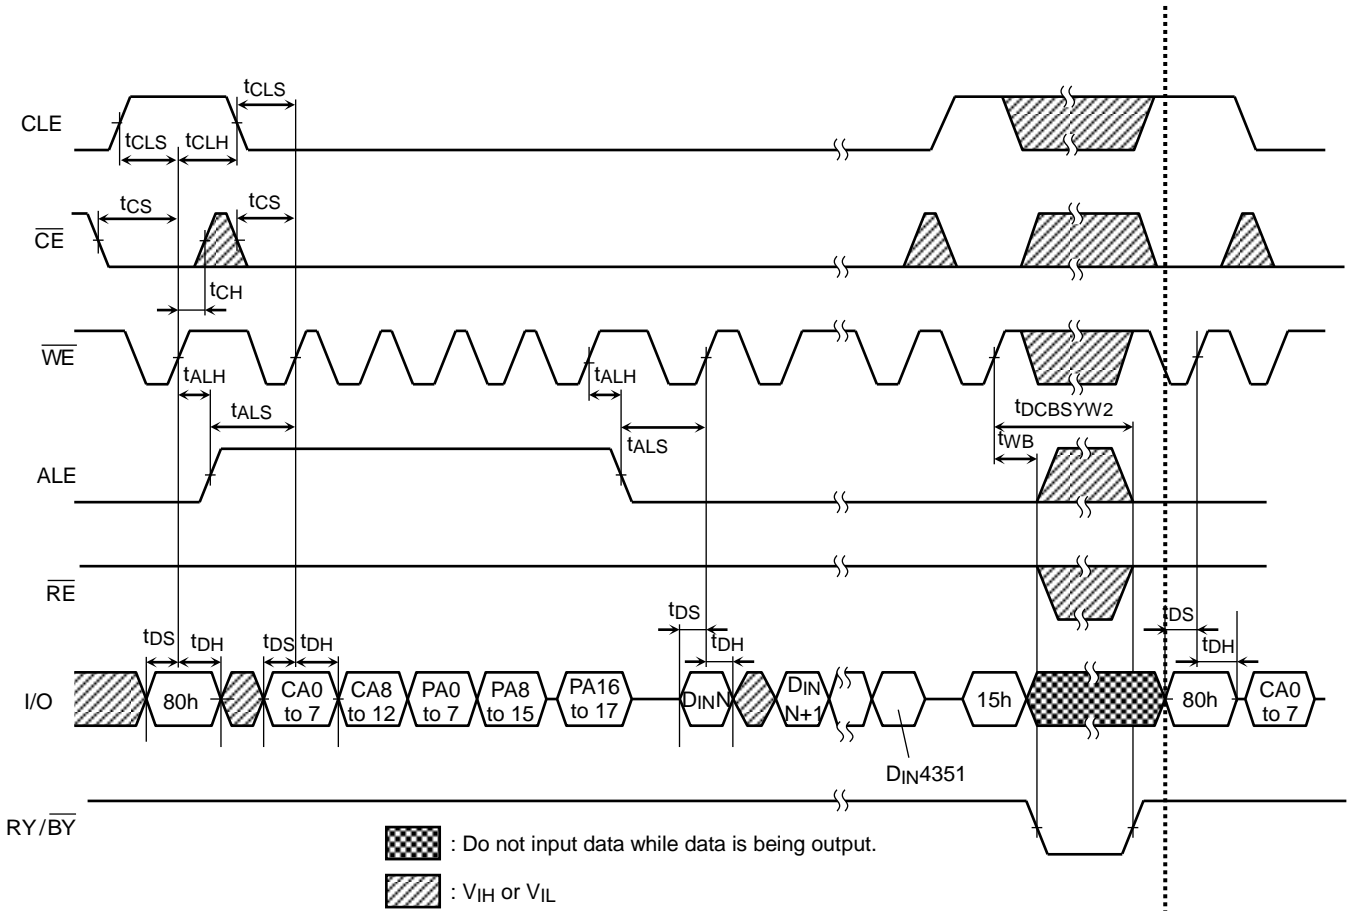 tCLS
CLE
tCLS tCLH
tCS tCS
CE
tCH
WE
tALH tALH
tALS tDCBSYW2
tALS tWB
ALE
RE
tDS tDH tDS tDH tDS tDH tDS tDH
I/O
80h
CA0 to 7
CA8 to 12
PA0 to 7
PA8 to 15
PA16 to 17
DINN
DIN N+1
15h
80h
CA0 to 7
DIN4351
RY/BY
: Do not input data while data is being output.
: VIH or VIL